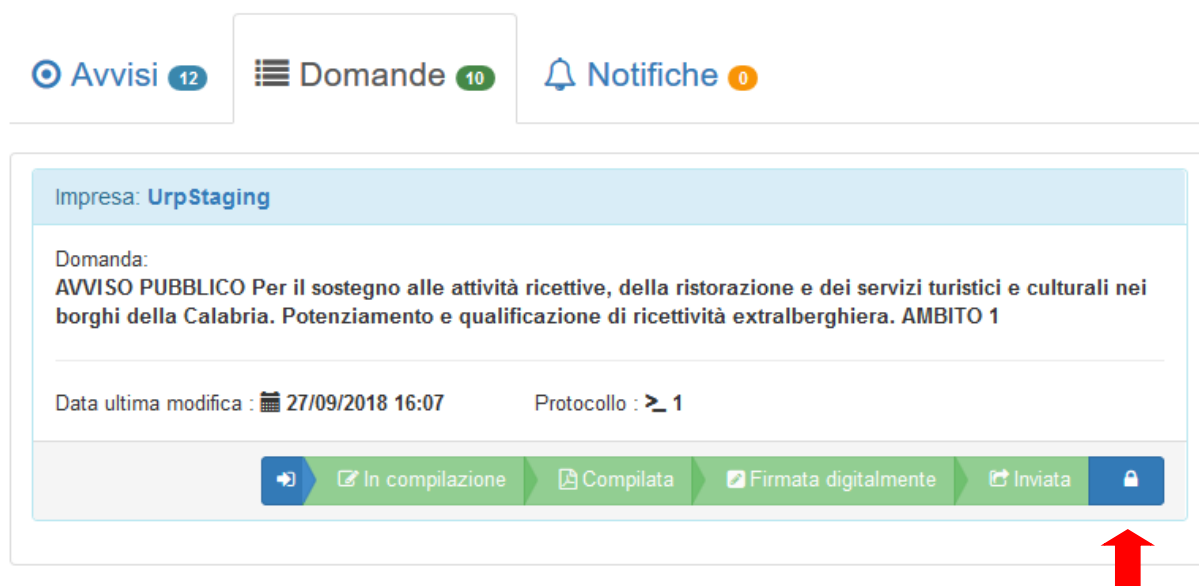 Avvisi 12 Domande 10 Notifiche 0
Impresa: UrpStaging
Domanda:
AVVISO PUBBLICO Per il sostegno alle attività ricettive, della ristorazione e dei servizi turistici e culturali nei
borghi della Calabria. Potenziamento e qualificazione di ricettività extralberghiera. AMBITO 1
Data ultima modifica : 27/09/2018 16:07 Protocollo : 1
In compilazione Compilata Firmata digitalmente Inviata